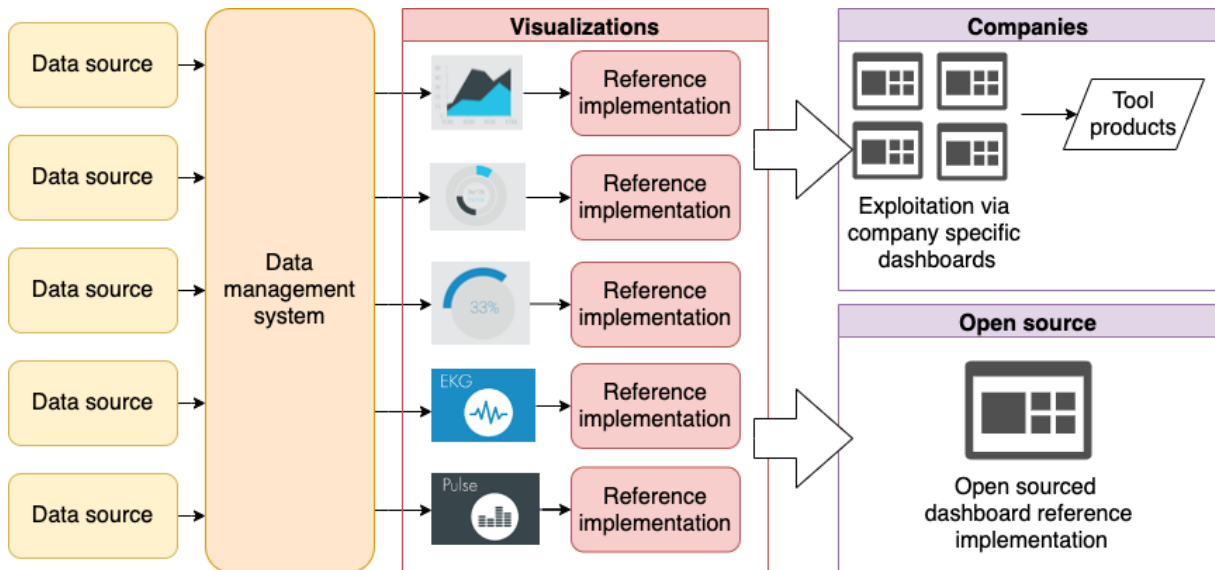 Data source
Data source
Data source
Data source
Data source
Data
management
system
Visualizations
Reference
implementation
Reference
implementation
33%
Reference
implementation
EKG
Reference
implementation
Pulse
Reference
implementation
Companies
Tool
products
Exploitation via
company specific
dashboards
Open source
Open sourced
dashboard reference
implementation